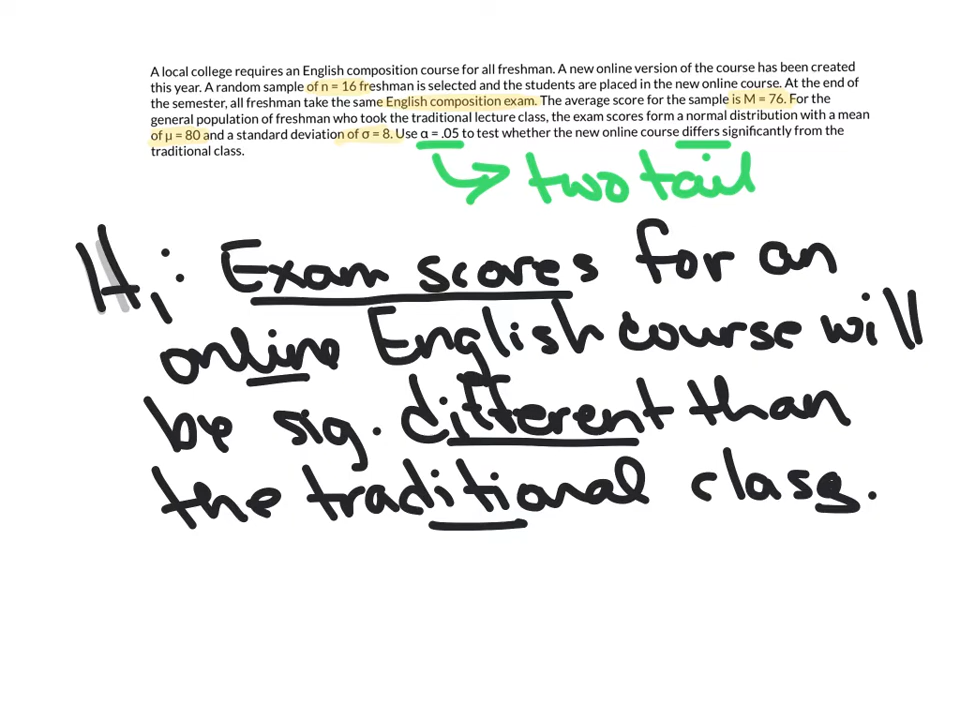 A local college requires an English composition course for all freshman. A new online version of the course has been created
this year. A random sample of n = 16 freshman is selected and the students are placed in the new online course. At the end of
the semester, all freshman take the same English composition exam. The average score for the sample is M = 76. For the
general population of freshman who took the traditional lecture class, the exam scores form a normal distribution with a mean
of μ = 80 and a standard deviation of σ = 8. Use α = .05 to test whether the new online course differs significantly from the
traditional class.
two tail
H₁: Exam scores for an
online English course will
be sig. different than
the traditional class.